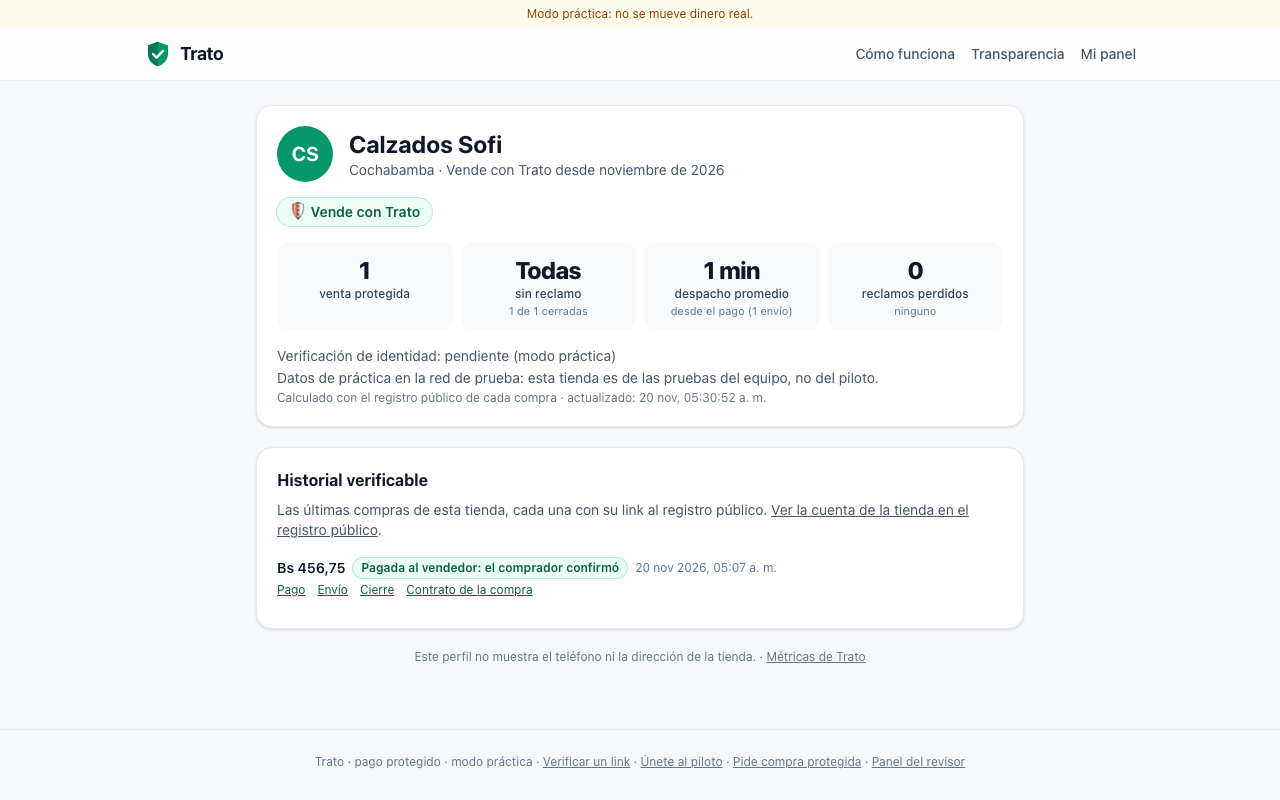 Modo práctica: no se mueve dinero real.
Trato
Cómo funciona Transparencia Mi panel
CS
Calzados Sofi
Cochabamba · Vende con Trato desde noviembre de 2026
Vende con Trato
1
venta protegida
Todas
sin reclamo
1 de 1 cerradas
1 min
despacho promedio
desde el pago (1 envío)
0
reclamos perdidos
ninguno
Verificación de identidad: pendiente (modo práctica)
Datos de práctica en la red de prueba: esta tienda es de las pruebas del equipo, no del piloto.
Calculado con el registro público de cada compra · actualizado: 20 nov, 05:30:52 a. m.
Historial verificable
Las últimas compras de esta tienda, cada una con su link al registro público. Ver la cuenta de la tienda en el
registro público.
Bs 456,75 Pagada al vendedor: el comprador confirmó 20 nov 2026, 05:07 a. m.
Pago Envío Cierre Contrato de la compra
Este perfil no muestra el teléfono ni la dirección de la tienda. · Métricas de Trato
Trato · pago protegido · modo práctica · Verificar un link · Únete al piloto · Pide compra protegida · Panel del revisor